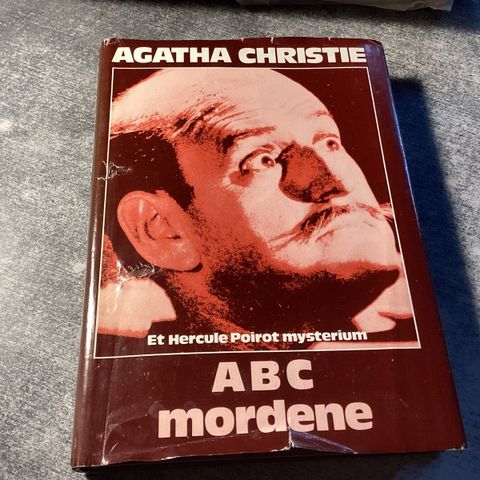 AGATHA CHRISTIE
Et Hercule Poirot mysterium
ABC
mordene